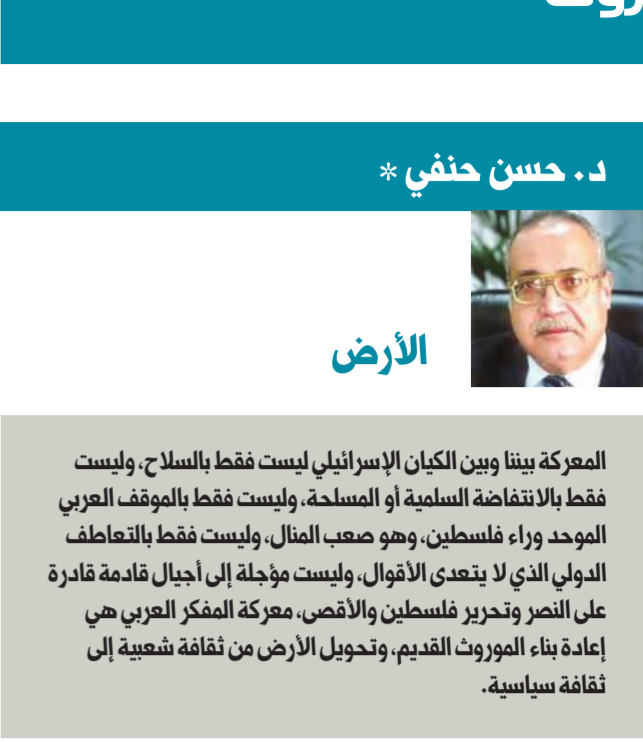 د. حسن حنفي *
الأرض
المعركة بيننا وبين الكيان الإسرائيلي ليست فقط بالسلاح، وليست
فقط بالانتفاضة السلمية أو المسلحة، وليست فقط بالموقف العربي
الموحد وراء فلسطين، وهو صعب المنال، وليست فقط بالتعاطف
الدولي الذي لا يتعدى الأقوال، وليست مؤجلة إلى أجيال قادمة قادرة
على النصر وتحرير فلسطين والأقصى، معركة المفكر العربي هي
إعادة بناء الموروث القديم، وتحويل الأرض من ثقافة شعبية إلى
ثقافة سياسية.